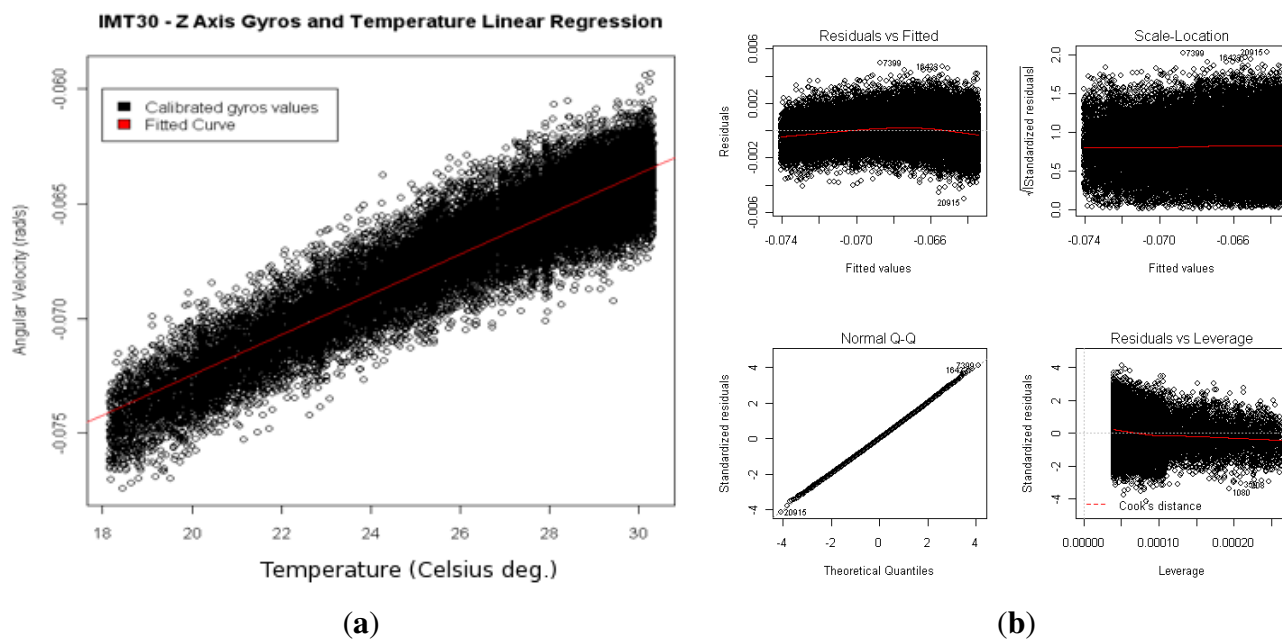 IMT30 - Z Axis Gyros and Temperature Linear Regression
Calibrated gyros values
Fitted Curve
Angular Velocity (rad/s)
-0.060
-0.065
-0.070
-0.075
18 20 22 24 26 28 30
Temperature (Celsius deg.)
(a)
Residuals vs Fitted
Residuals
0.006
0.002
-0.002
-0.006
7399
20915
-0.074 -0.070 -0.066
Fitted values
Scale-Location
√|Standardized residuals|
2.0
1.5
1.0
0.5
0.0
7399
20915
-0.074 -0.070 -0.066
Fitted values
Normal Q-Q
Standardized residuals
4
2
0
-2
-4
7399
20915
-4 -2 0 2 4
Theoretical Quantiles
Residuals vs Leverage
Standardized residuals
4
2
0
-2
-4
1080
Cook's distance
0.00000 0.00010 0.00020
Leverage
(b)